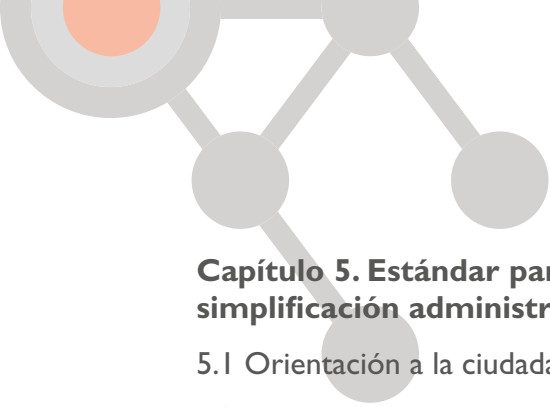 Capítulo 5. Estándar par
simplificación administr
5.1 Orientación a la ciudada